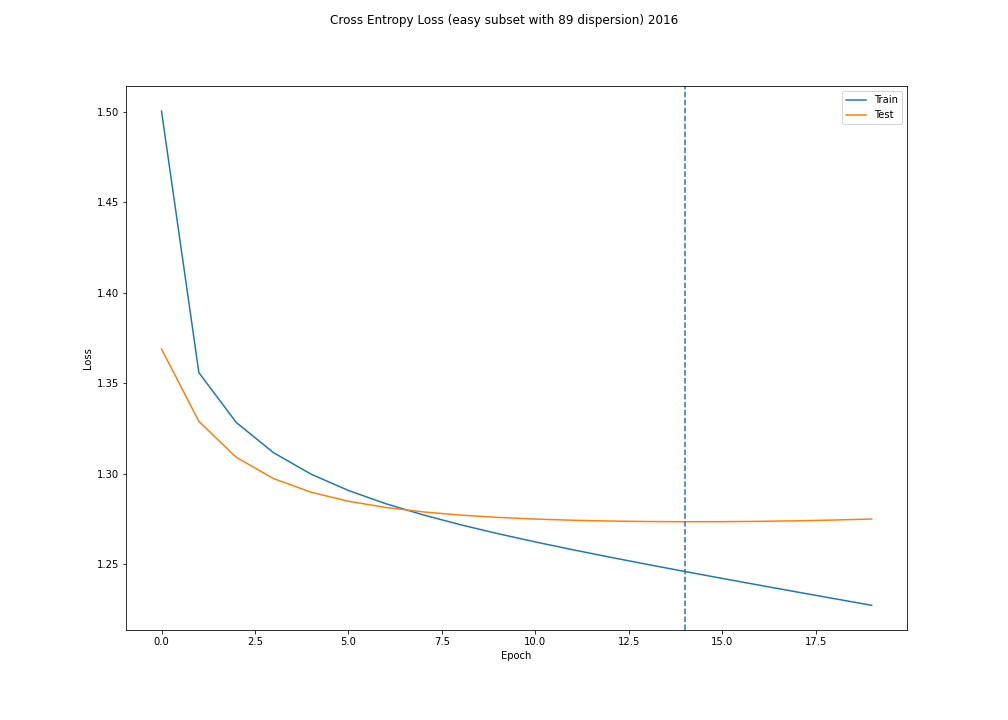 Cross Entropy Loss (easy subset with 89 dispersion) 2016
Train
Test
1.50
1.45
1.40
1.35
1.30
1.25
Loss
0.0 2.5 5.0 7.5 10.0 12.5 15.0 17.5
Epoch